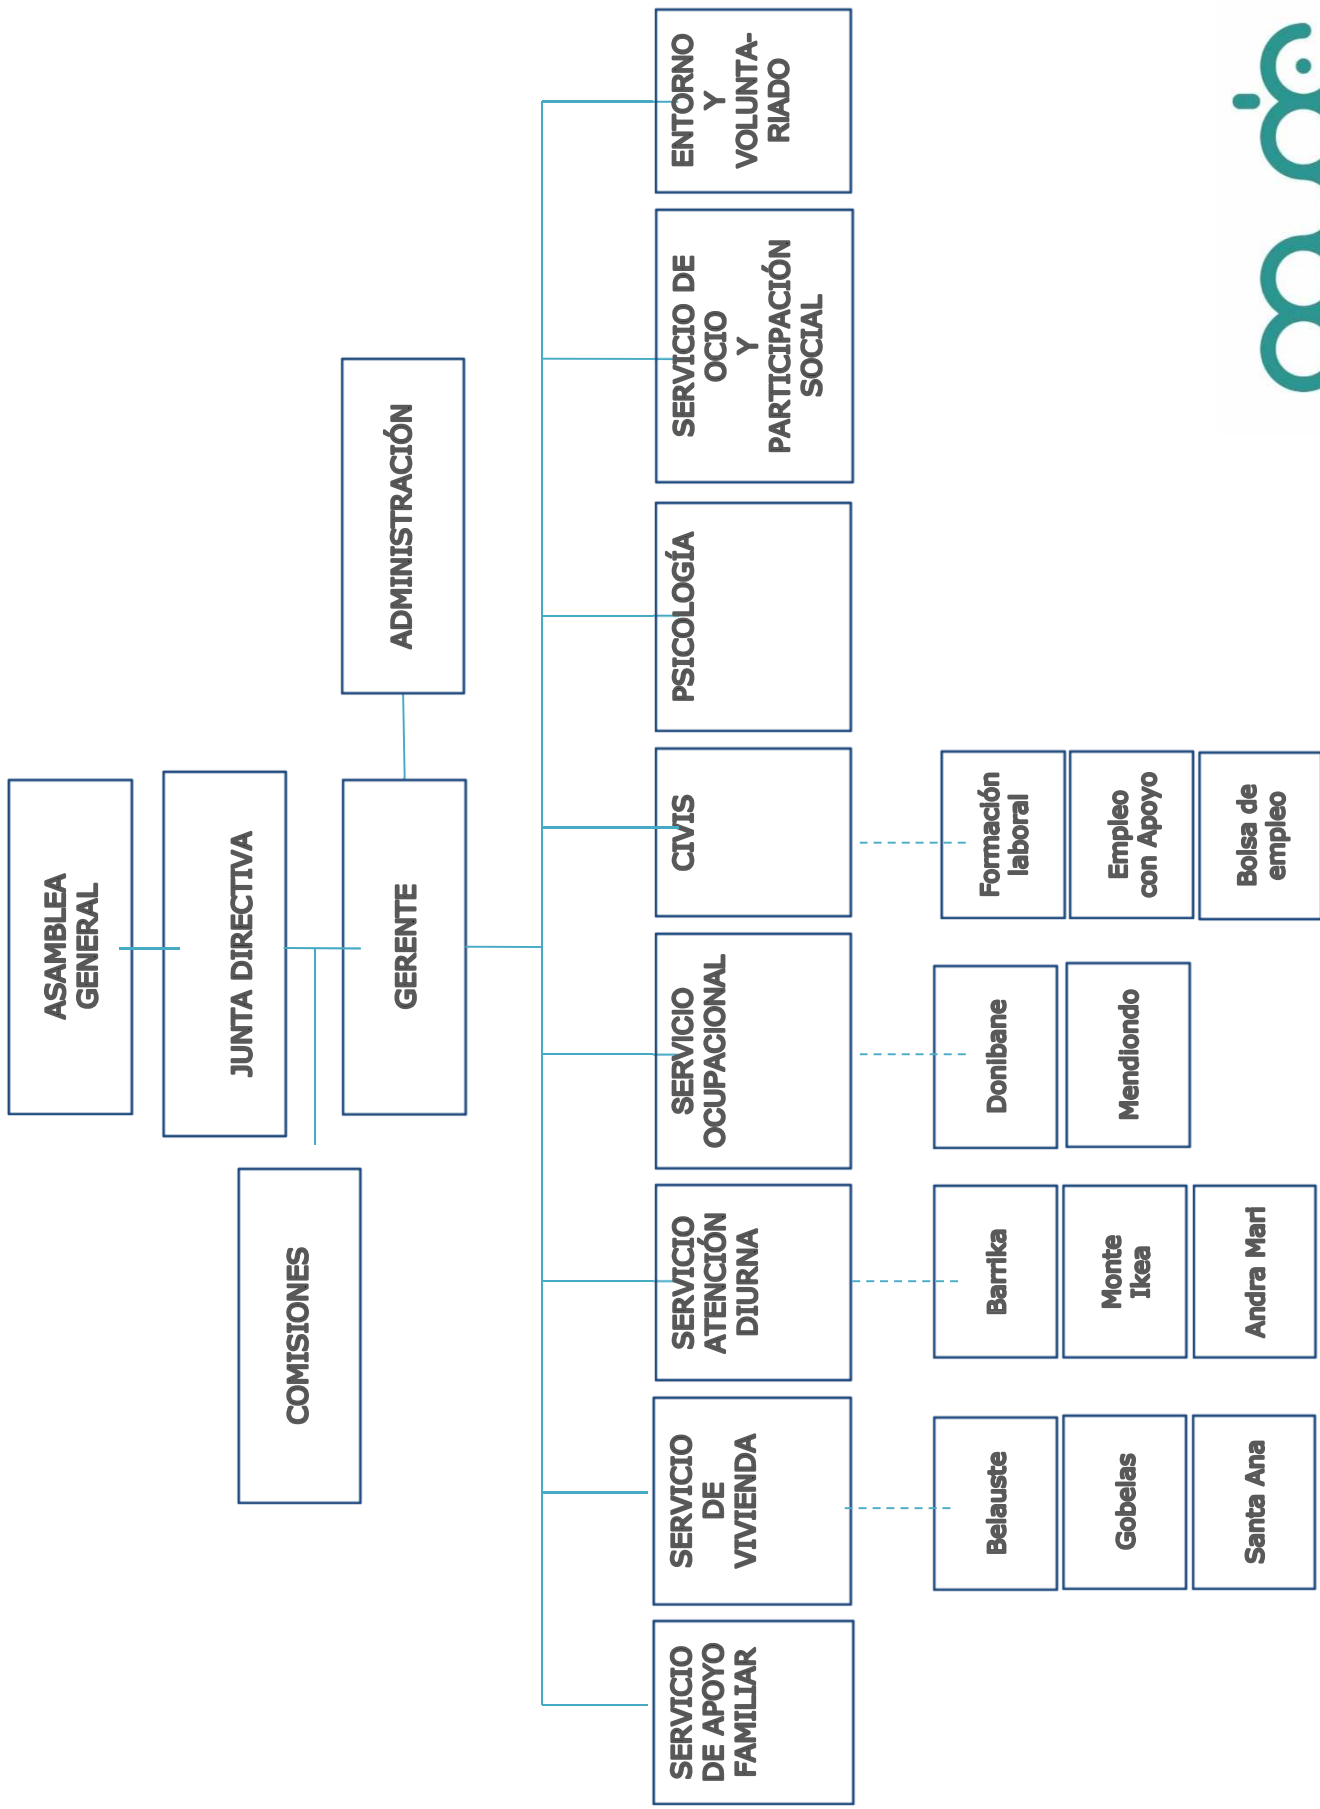 ASAMBLEA
GENERAL
JUNTA DIRECTIVA
COMISIONES
GERENTE
ADMINISTRACIÓN
SERVICIO
DE APOYO
FAMILIAR
SERVICIO
DE
VIVIENDA
SERVICIO
ATENCIÓN
DIURNA
SERVICIO
OCUPACIONAL
CIVIS
PSICOLOGÍA
SERVICIO DE
OCIO
Y
PARTICIPACIÓN
SOCIAL
ENTORNO
Y
VOLUNTA-
RIADO
Belauste
Gobelas
Santa Ana
Barrika
Monte
Ikea
Andra Mari
Donibane
Mendiondo
Formación
laboral
Empleo
con Apoyo
Bolsa de
empleo